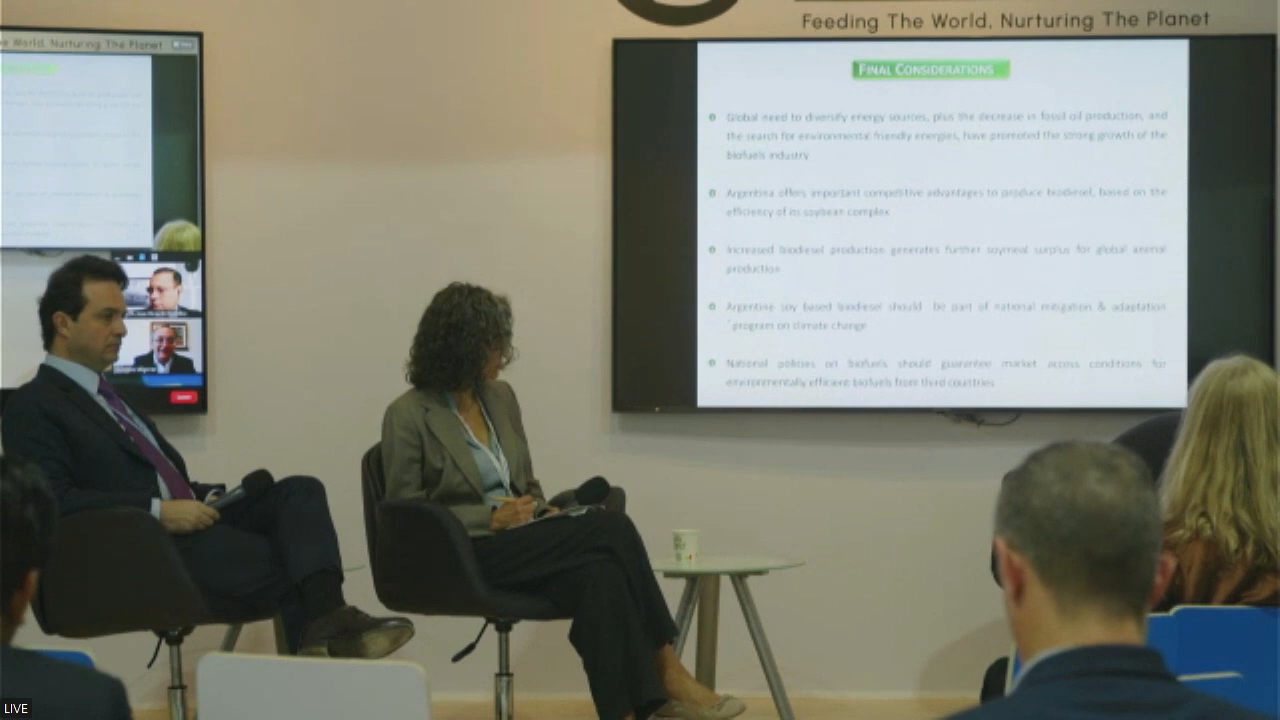 Feeding The World, Nurturing The Planet
e World, Nurturing The Planet
FINAL CONSIDERATIONS
Global need to diversify energy sources, plus the decrease in fossil oil production, and
the search for environmental friendly energies, have promoted the strong growth of the
biofuels industry
Argentina offers important competitive advantages to produce biodiesel, based on the
efficiency of its soybean complex
Increased biodiesel production generates further soymeal surplus for global animal
production
Argentine soy based biodiesel should be part of national mitigation & adaptation
´program on climate change
National policies on biofuels should guarantee market access conditions for
environmentally efficient biofuels from third countries
LIVE